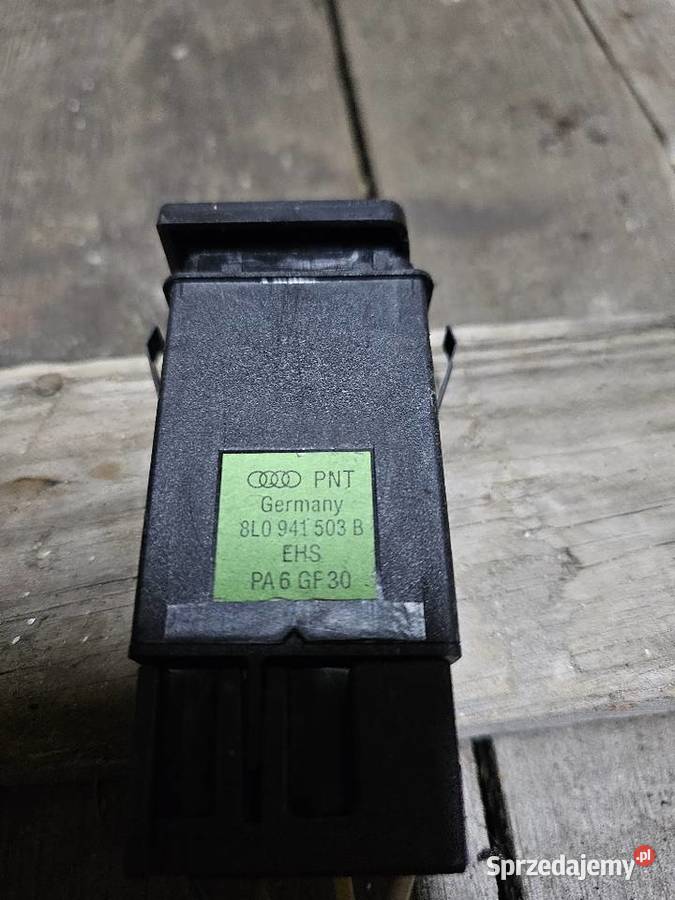 PNT
Germany
8L0 941 503 B
EHS
PA 6 GF 30
Sprzedajemy.pl